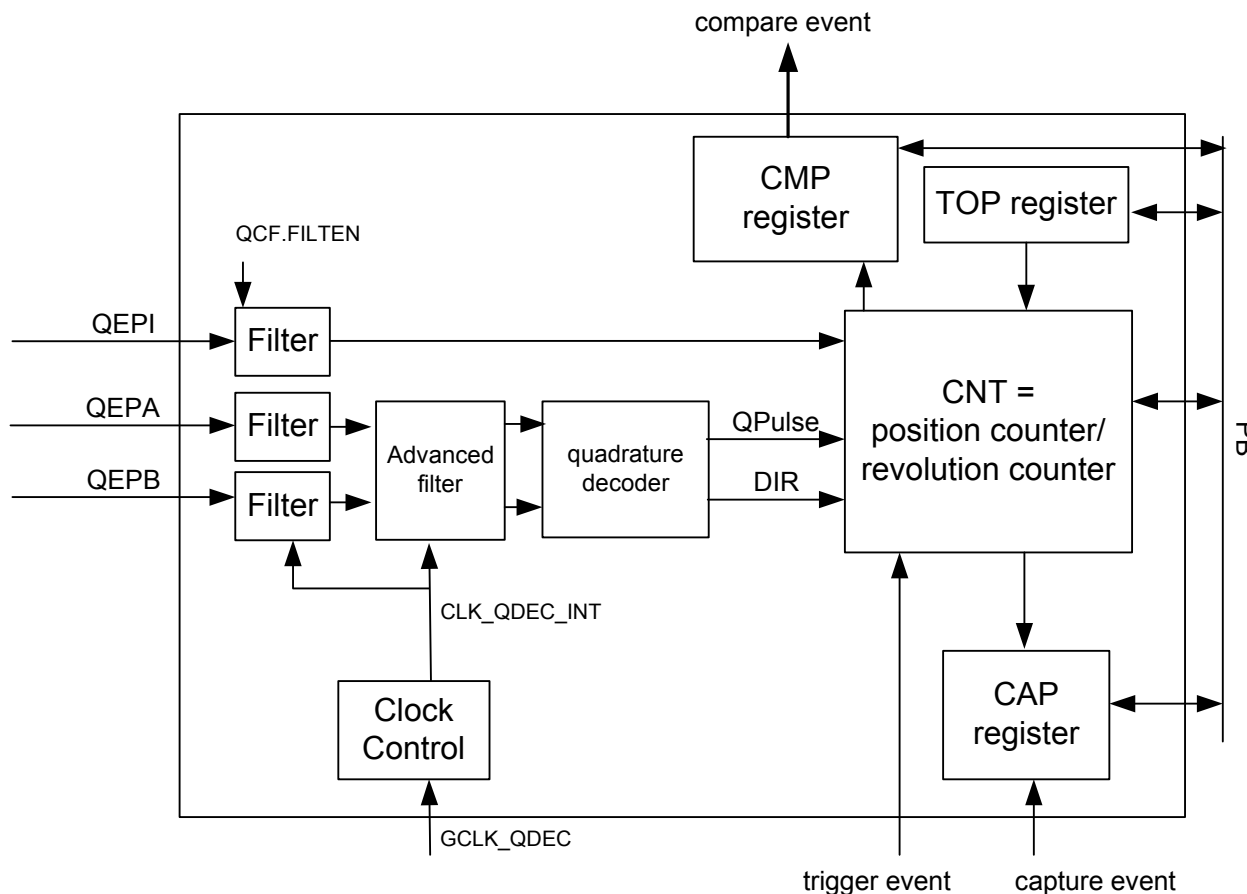 compare event
CMP
register
TOP register
QCF.FILTEN
QEPI
Filter
QEPA
Filter
QEPB
Filter
Advanced
filter
quadrature
decoder
QPulse
DIR
CNT =
position counter/
revolution counter
PB
CLK_QDEC_INT
Clock
Control
CAP
register
GCLK_QDEC
trigger event
capture event